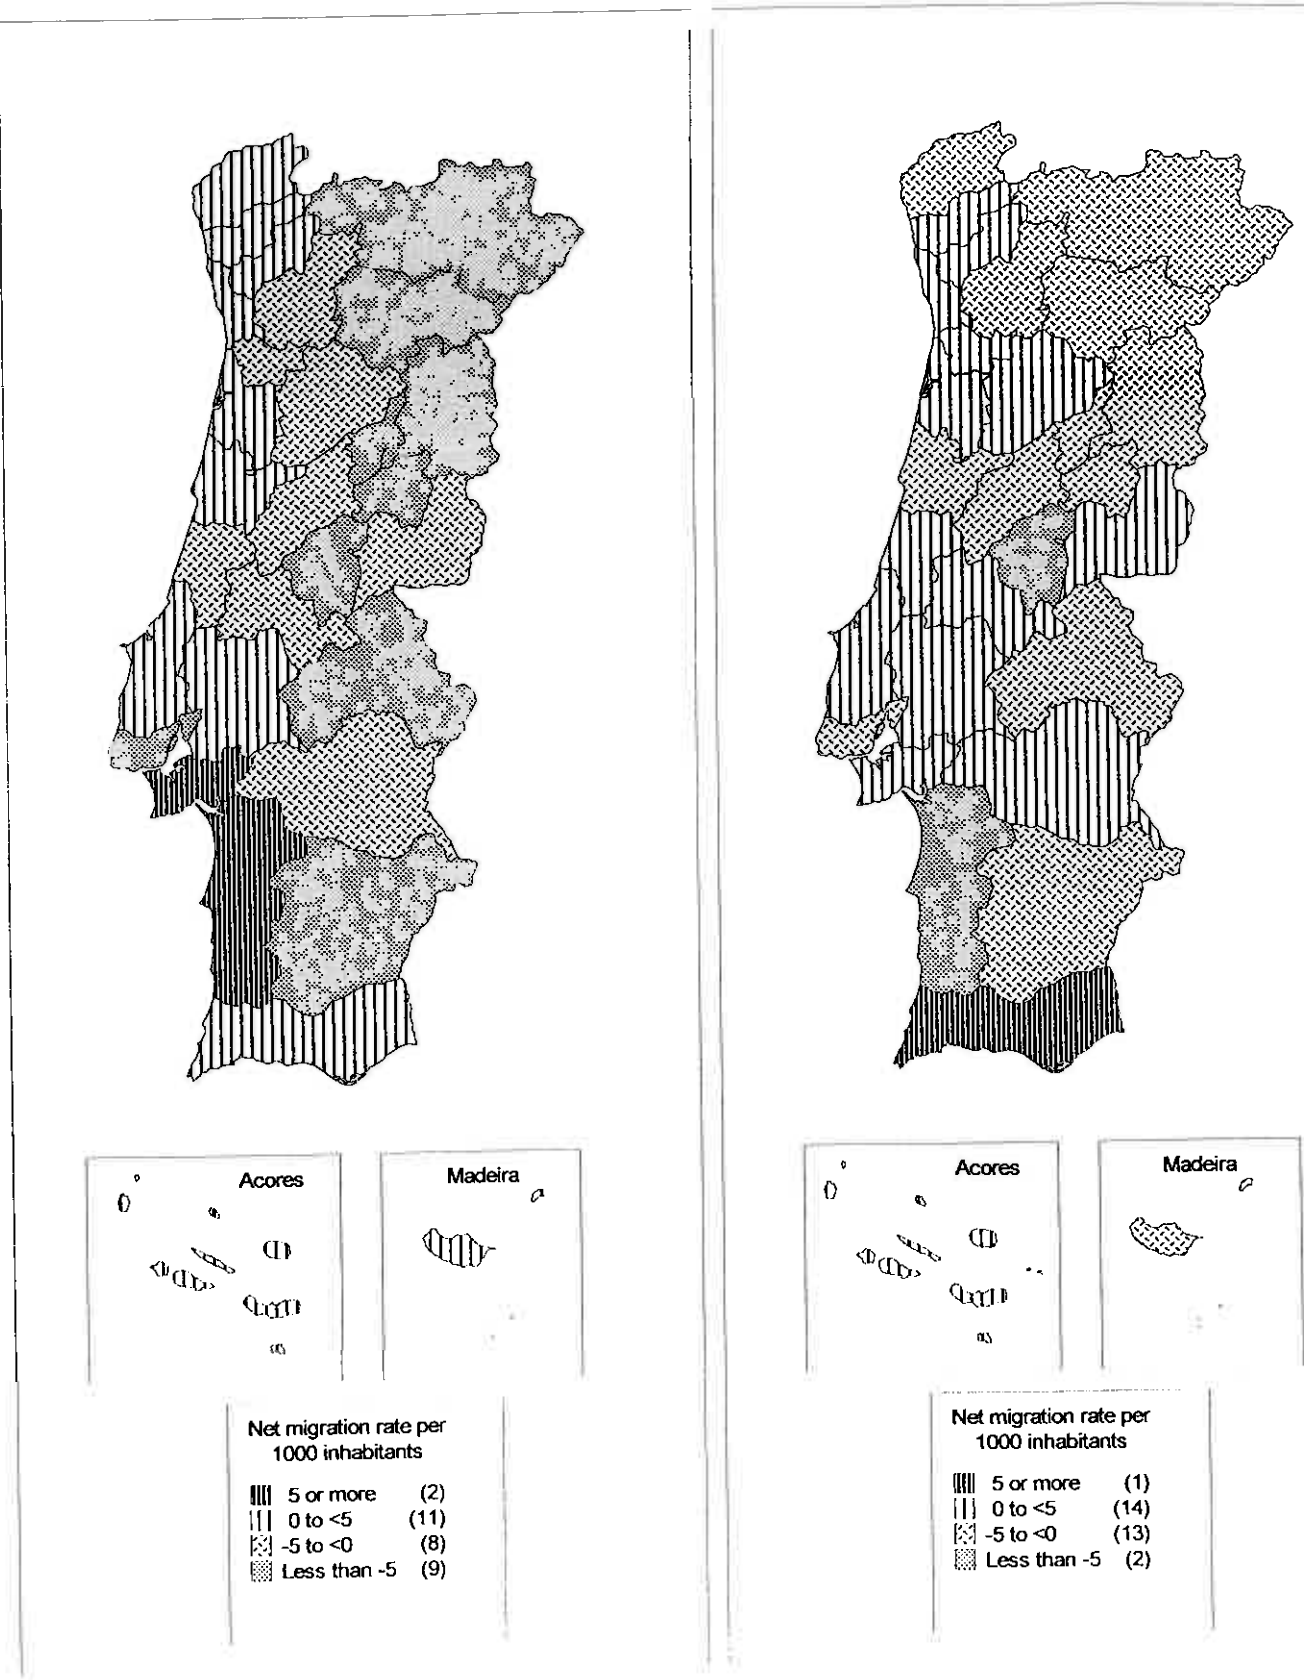 Acores
Madeira
Net migration rate per
1000 inhabitants
5 or more (2)
0 to <5 (11)
-5 to <0 (8)
Less than -5 (9)
Acores
Madeira
Net migration rate per
1000 inhabitants
5 or more (1)
0 to <5 (14)
-5 to <0 (13)
Less than -5 (2)